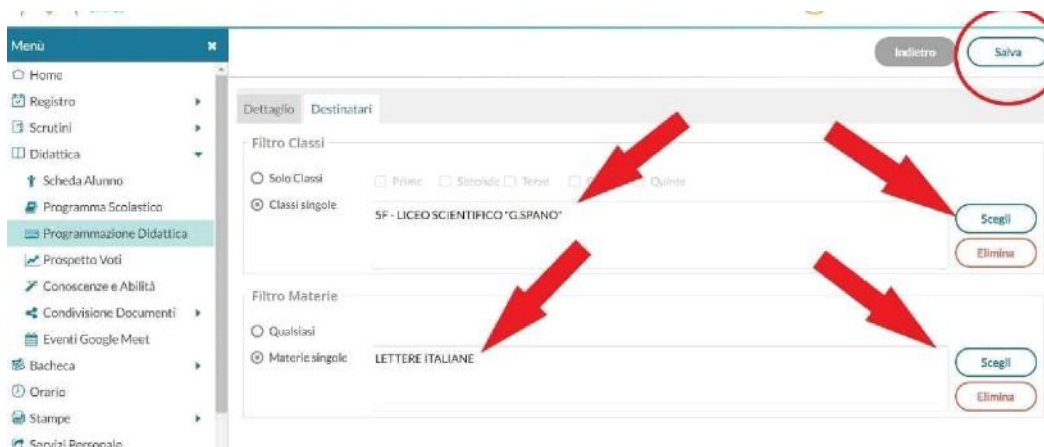 Menù
Indietro
Salva
Home
Registro
Scrutini
Didattica
Scheda Alunno
Programma Scolastico
Programmazione Didattica
Prospetto Voti
Conoscenze e Abilità
Condivisione Documenti
Eventi Google Meet
Bacheca
Orario
Stampe
Servizi Personale
Dettaglio Destinatari
Filtro Classi
Solo Classi Prime Seconde Terze Quinte
Classi singole
5F - LICEO SCIENTIFICO "G.SPANO"
Scegli
Elimina
Filtro Materie
Qualsiasi
Materie singole
LETTERE ITALIANE
Scegli
Elimina